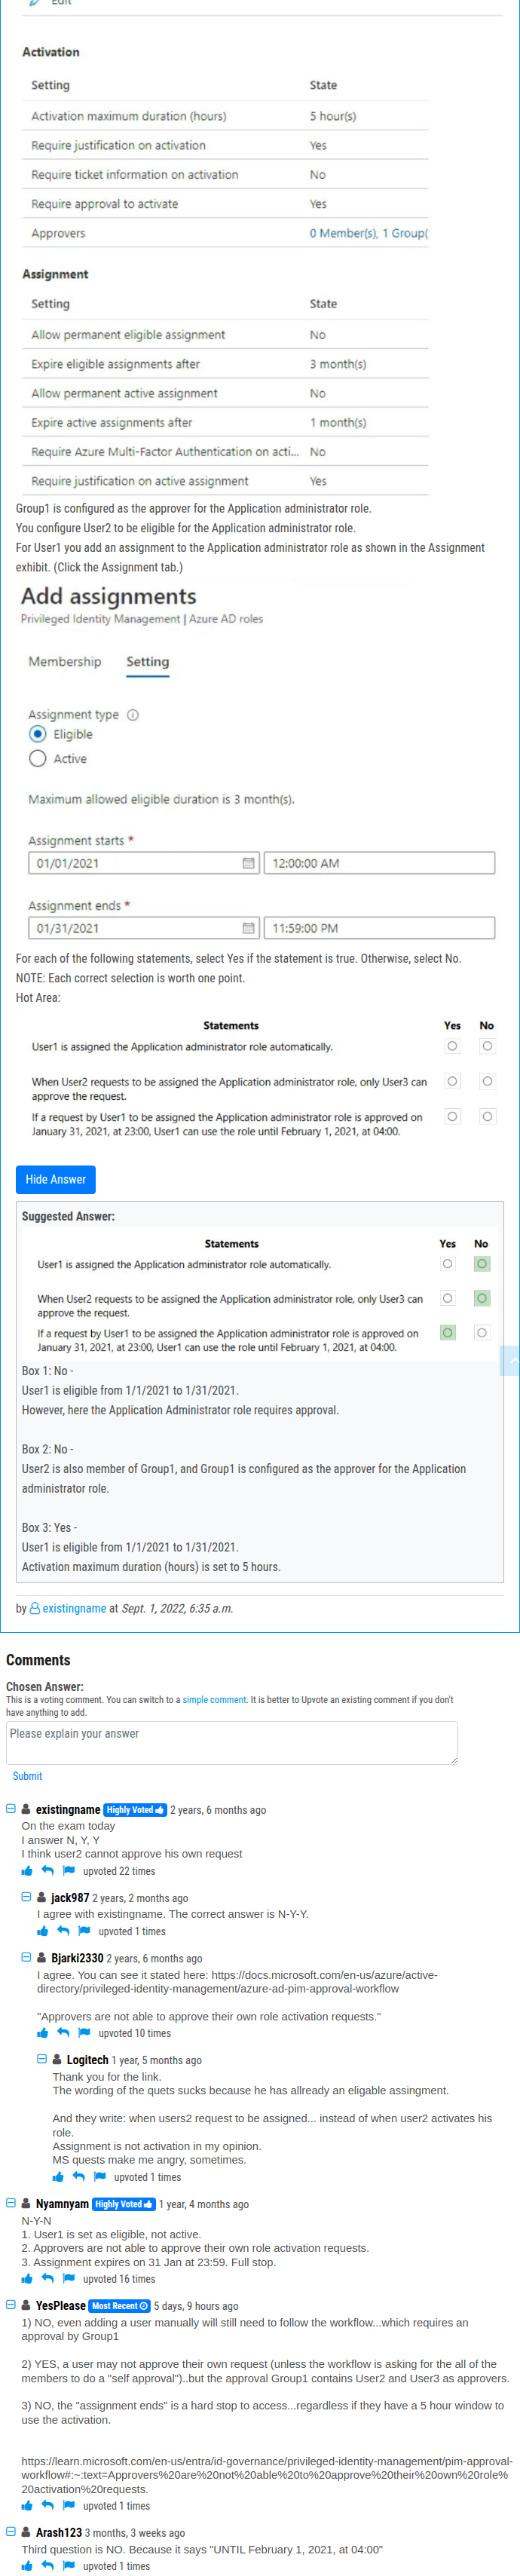 Edit
Activation
Setting State
Activation maximum duration (hours) 5 hour(s)
Require justification on activation Yes
Require ticket information on activation No
Require approval to activate Yes
Approvers 0 Member(s), 1 Group(
Assignment
Setting State
Allow permanent eligible assignment No
Expire eligible assignments after 3 month(s)
Allow permanent active assignment No
Expire active assignments after 1 month(s)
Require Azure Multi-Factor Authentication on acti... No
Require justification on active assignment Yes
Group1 is configured as the approver for the Application administrator role.
You configure User2 to be eligible for the Application administrator role.
For User1 you add an assignment to the Application administrator role as shown in the Assignment
exhibit. (Click the Assignment tab.)
Add assignments
Privileged Identity Management | Azure AD roles
Membership Setting
Assignment type
Eligible
Active
Maximum allowed eligible duration is 3 month(s).
Assignment starts *
01/01/2021 12:00:00 AM
Assignment ends *
01/31/2021 11:59:00 PM
For each of the following statements, select Yes if the statement is true. Otherwise, select No.
NOTE: Each correct selection is worth one point.
Hot Area:
Statements Yes No
User1 is assigned the Application administrator role automatically.
When User2 requests to be assigned the Application administrator role, only User3 can
approve the request.
If a request by User1 to be assigned the Application administrator role is approved on
January 31, 2021, at 23:00, User1 can use the role until February 1, 2021, at 04:00.
Hide Answer
Suggested Answer:
Statements Yes No
User1 is assigned the Application administrator role automatically.
When User2 requests to be assigned the Application administrator role, only User3 can
approve the request.
If a request by User1 to be assigned the Application administrator role is approved on
January 31, 2021, at 23:00, User1 can use the role until February 1, 2021, at 04:00.
Box 1: No -
User1 is eligible from 1/1/2021 to 1/31/2021.
However, here the Application Administrator role requires approval.
Box 2: No -
User2 is also member of Group1, and Group1 is configured as the approver for the Application
administrator role.
Box 3: Yes -
User1 is eligible from 1/1/2021 to 1/31/2021.
Activation maximum duration (hours) is set to 5 hours.
by existingname at Sept. 1, 2022, 6:35 a.m.
Comments
Chosen Answer:
This is a voting comment. You can switch to a simple comment. It is better to Upvote an existing comment if you don't
have anything to add.
Please explain your answer
Submit
existingname Highly Voted 2 years, 6 months ago
On the exam today
I answer N, Y, Y
I think user2 cannot approve his own request
upvoted 22 times
jack987 2 years, 2 months ago
I agree with existingname. The correct answer is N-Y-Y.
upvoted 1 times
Bjarki2330 2 years, 6 months ago
I agree. You can see it stated here: https://docs.microsoft.com/en-us/azure/active-
directory/privileged-identity-management/azure-ad-pim-approval-workflow
"Approvers are not able to approve their own role activation requests."
upvoted 10 times
Logitech 1 year, 5 months ago
Thank you for the link.
The wording of the quets sucks because he has allready an eligable assingment.
And they write: when users2 request to be assigned... instead of when user2 activates his
role.
Assignment is not activation in my opinion.
MS quests make me angry, sometimes.
upvoted 1 times
Nyamnyam Highly Voted 1 year, 4 months ago
N-Y-N
1. User1 is set as eligible, not active.
2. Approvers are not able to approve their own role activation requests.
3. Assignment expires on 31 Jan at 23:59. Full stop.
upvoted 16 times
YesPlease Most Recent 5 days, 9 hours ago
1) NO, even adding a user manually will still need to follow the workflow...which requires an
approval by Group1
2) YES, a user may not approve their own request (unless the workflow is asking for the all of the
members to do a "self approval")..but the approval Group1 contains User2 and User3 as approvers.
3) NO, the "assignment ends" is a hard stop to access...regardless if they have a 5 hour window to
use the activation.
https://learn.microsoft.com/en-us/entra/id-governance/privileged-identity-management/pim-approval-
workflow#:~:text=Approvers%20are%20not%20able%20to%20approve%20their%20own%20role%
20activation%20requests.
upvoted 1 times
Arash123 3 months, 3 weeks ago
Third question is NO. Because it says "UNTIL February 1, 2021, at 04:00"
upvoted 1 times